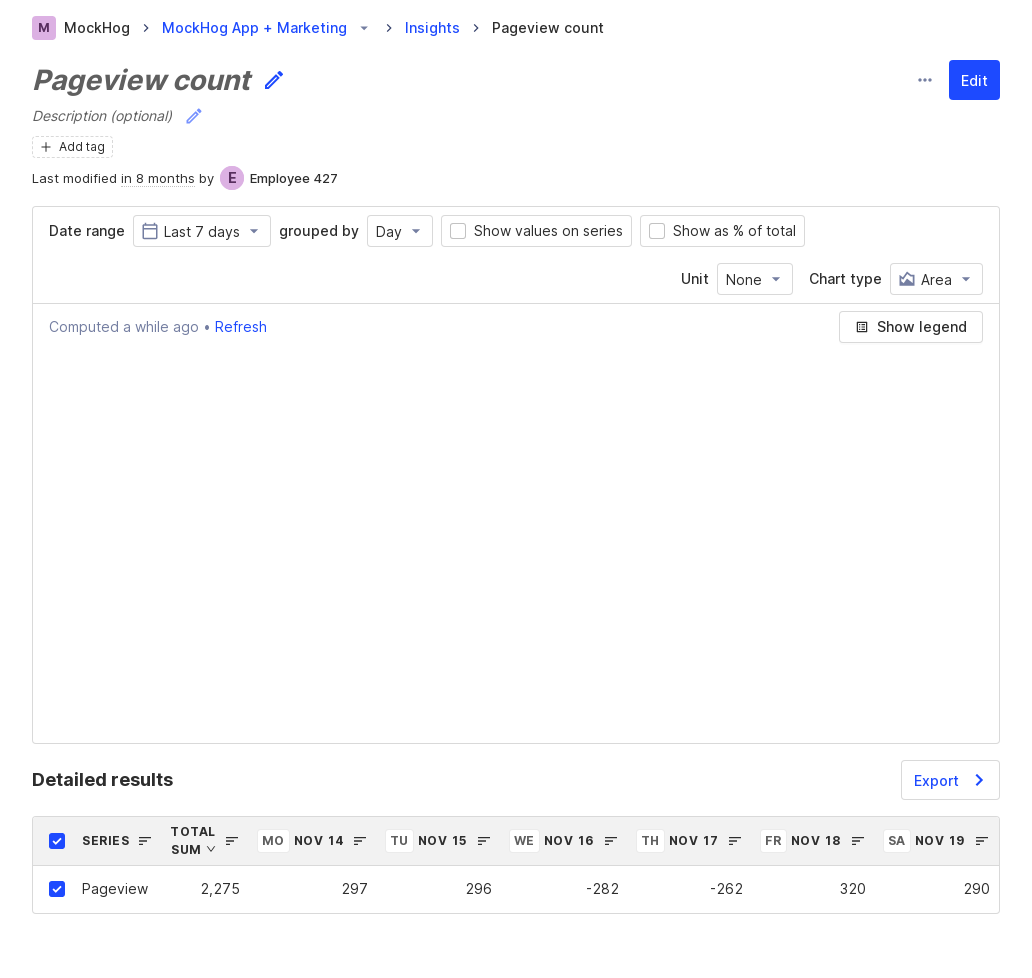 M MockHog > MockHog App + Marketing > Insights > Pageview count
Pageview count
Edit
Description (optional)
+ Add tag
Last modified in 8 months by E Employee 427
Date range Last 7 days grouped by Day Show values on series Show as % of total
Unit None Chart type Area
Computed a while ago • Refresh
Show legend
Detailed results
Export
SERIES TOTAL SUM MO NOV 14 TU NOV 15 WE NOV 16 TH NOV 17 FR NOV 18 SA NOV 19
Pageview 2,275 297 296 -282 -262 320 290